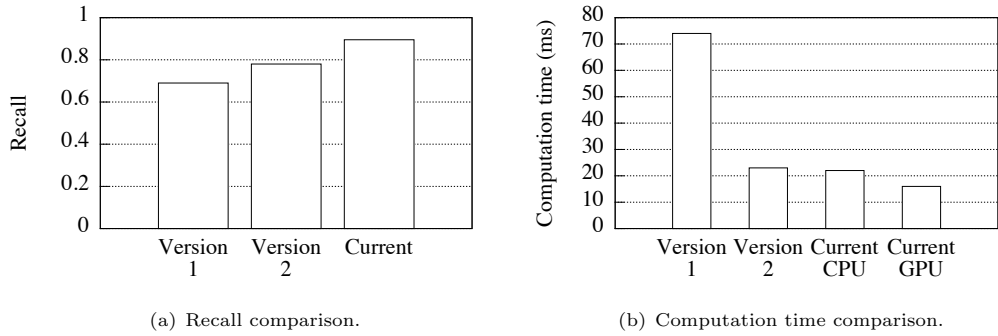 1
0.8
0.6
0.4
0.2
0
Recall
Version
1
Version
2
Current
(a) Recall comparison.
80
70
60
50
40
30
20
10
0
Computation time (ms)
Version
1
Version
2
Current
CPU
Current
GPU
(b) Computation time comparison.